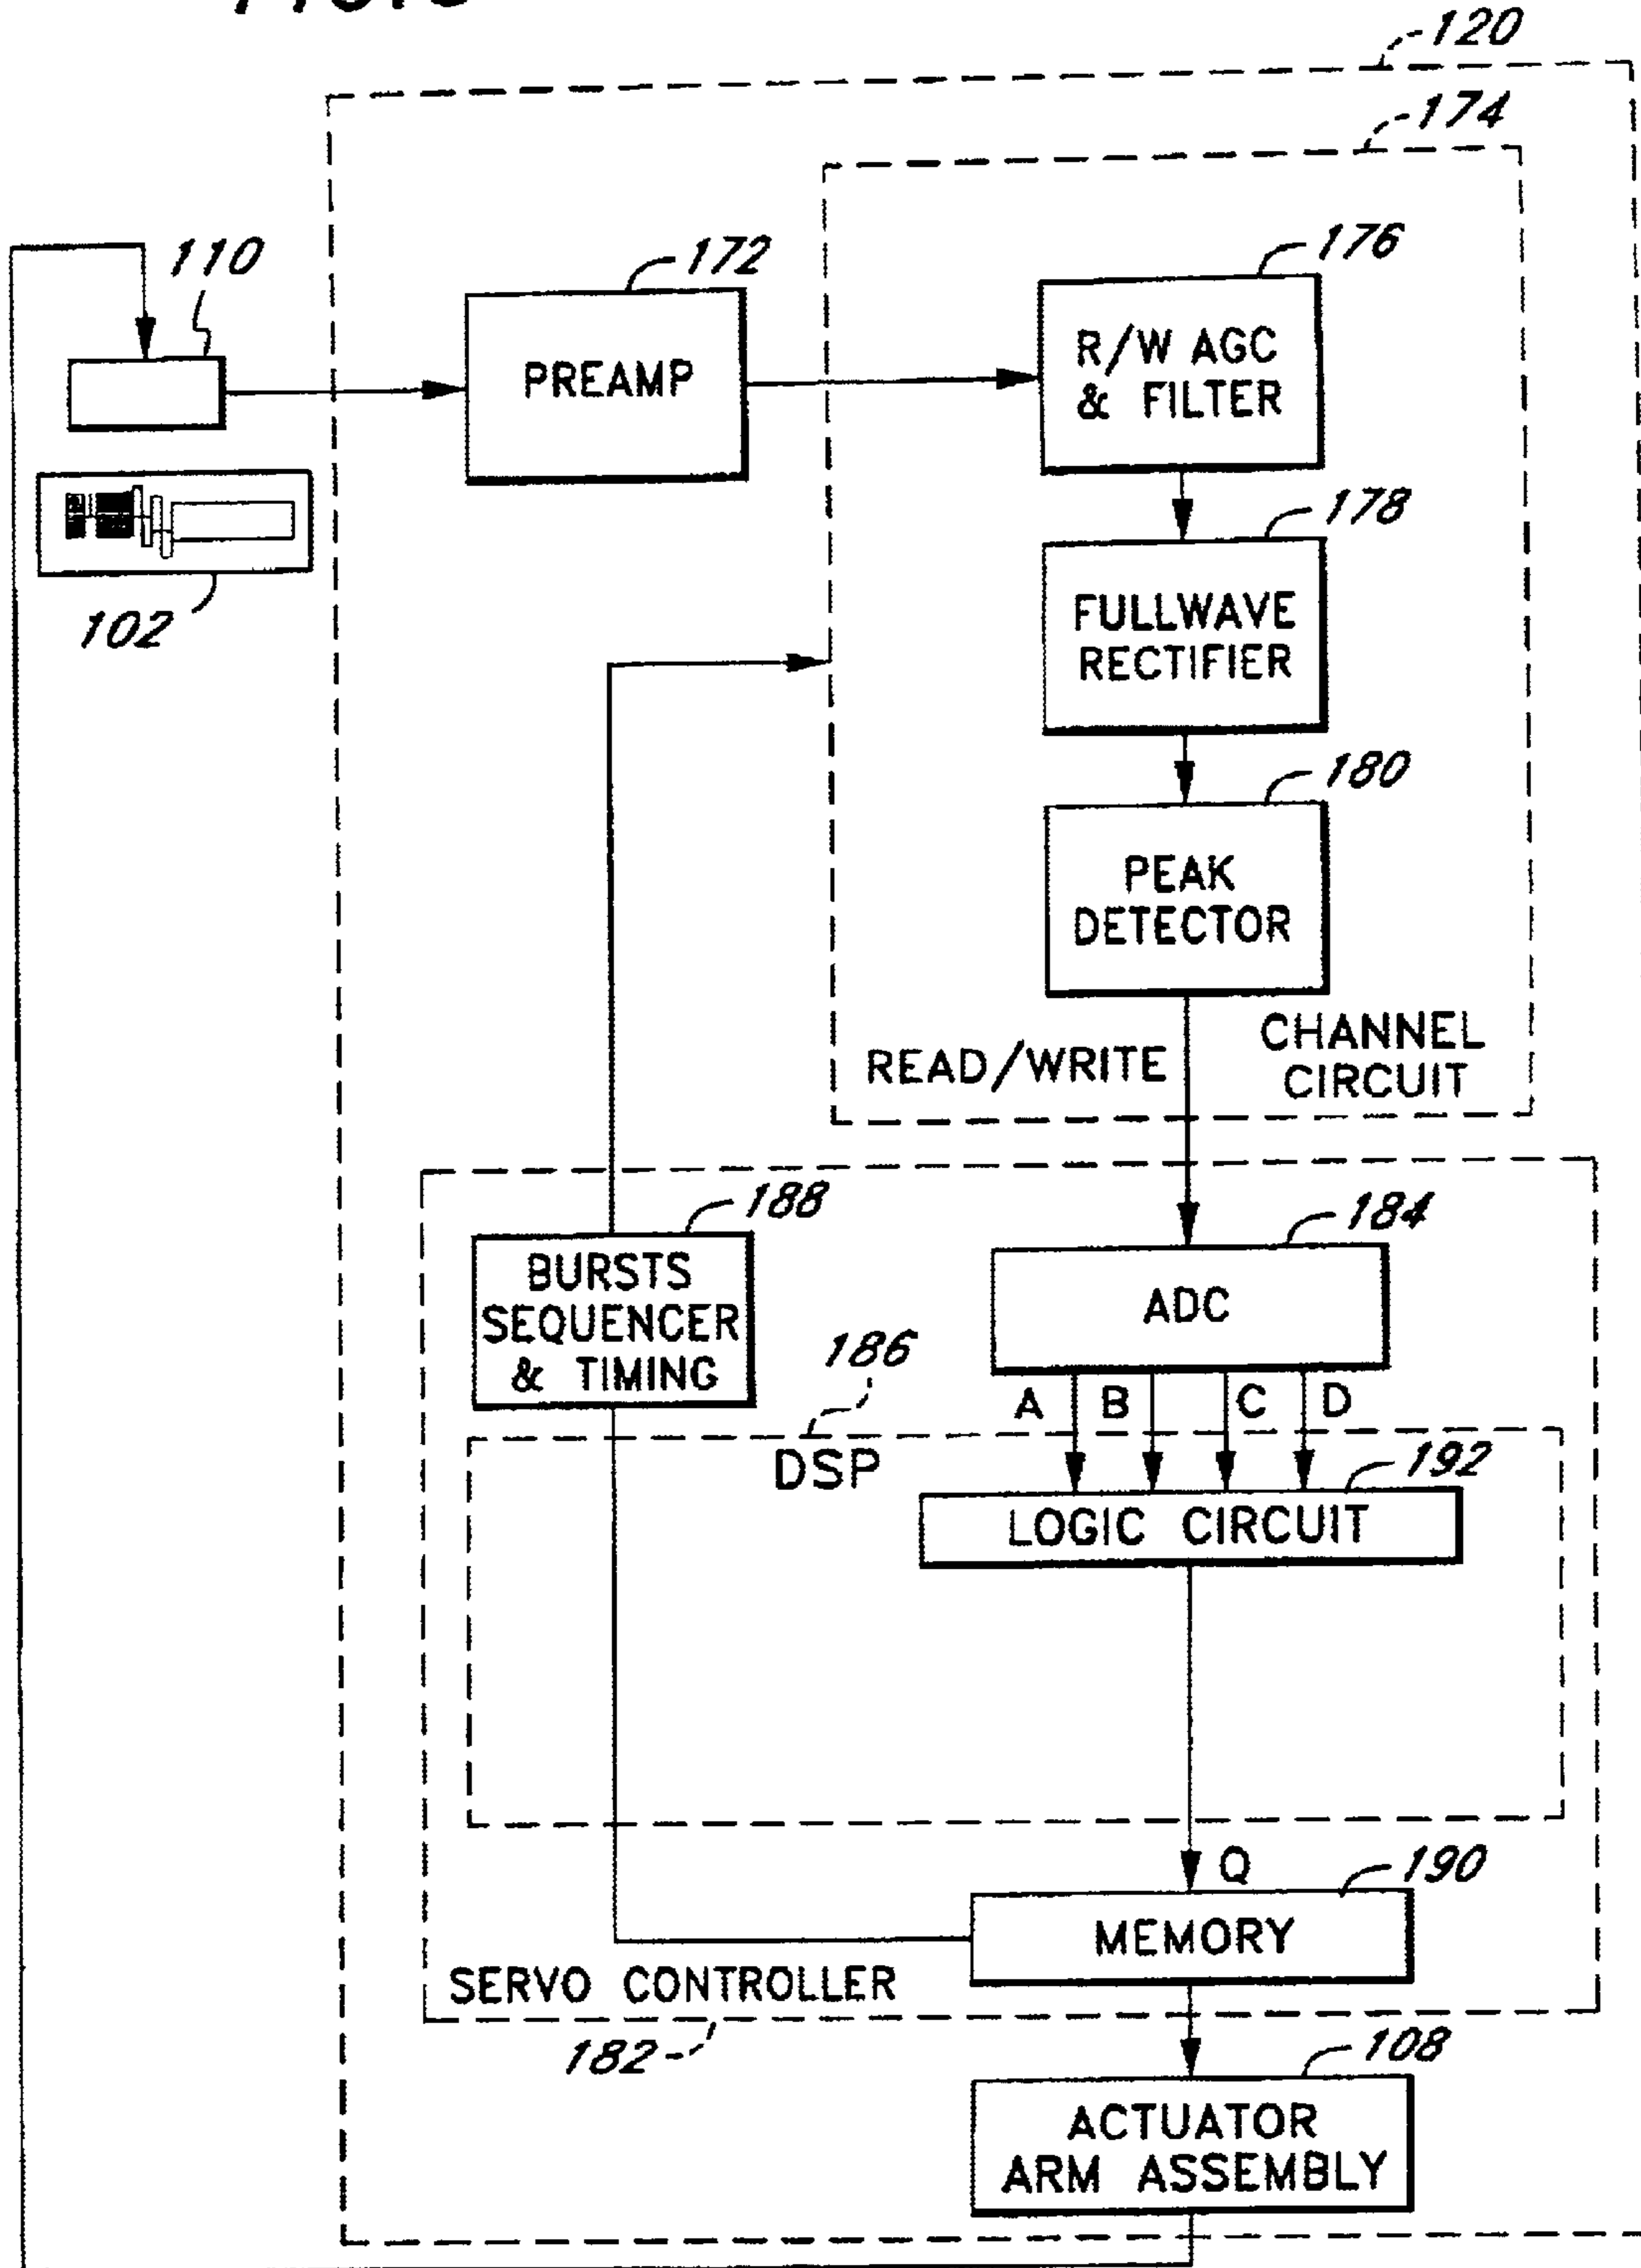 120
174
110
172
176
PREAMP
R/W AGC
& FILTER
178
102
FULLWAVE
RECTIFIER
180
PEAK
DETECTOR
READ/WRITE
CHANNEL
CIRCUIT
188
184
BURSTS
SEQUENCER
& TIMING
ADC
186
A B C D
DSP
192
LOGIC CIRCUIT
Q
190
MEMORY
SERVO CONTROLLER
182
108
ACTUATOR
ARM ASSEMBLY